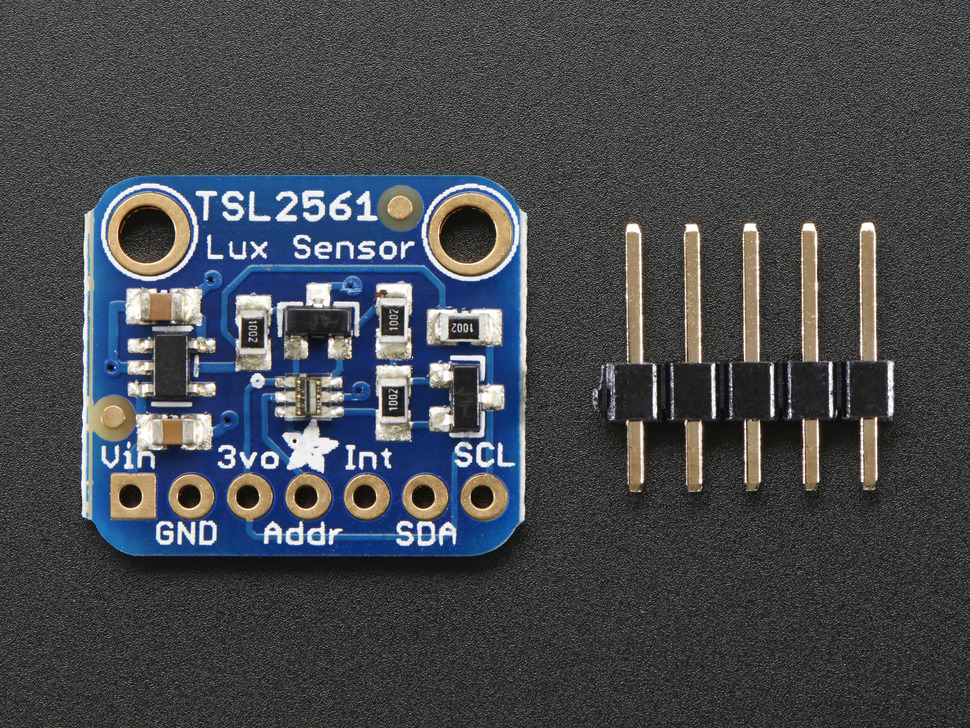 TSL2561
Lux Sensor
1002
1002
1002
1002
Vin
3vo
Int
SCL
GND
Addr
SDA